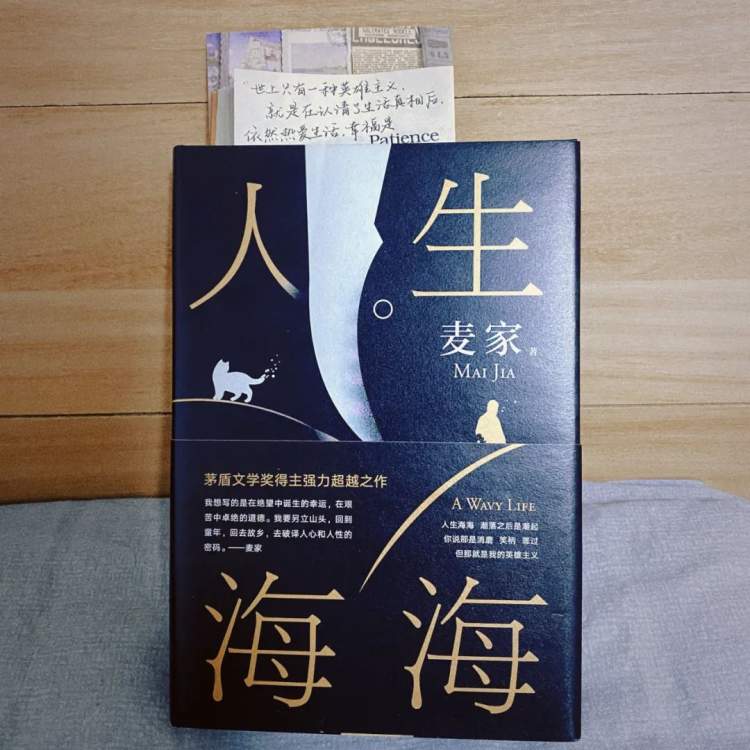 "世上只有一种英雄主义，
就是在认清了生活真相后，
依然热爱生活，幸福是
Patience
人生
麦家 著
MAI JIA
茅盾文学奖得主强力超越之作
我想写的是在绝望中诞生的幸运，在艰
苦中卓绝的道德。我要另立山头，回到
童年，回去故乡，去破译人心和人性的
密码。——麦家
A WAVY LIFE
人生海海 潮落之后是潮起
你说那是消磨 笑柄 罪过
但那就是我的英雄主义
海海